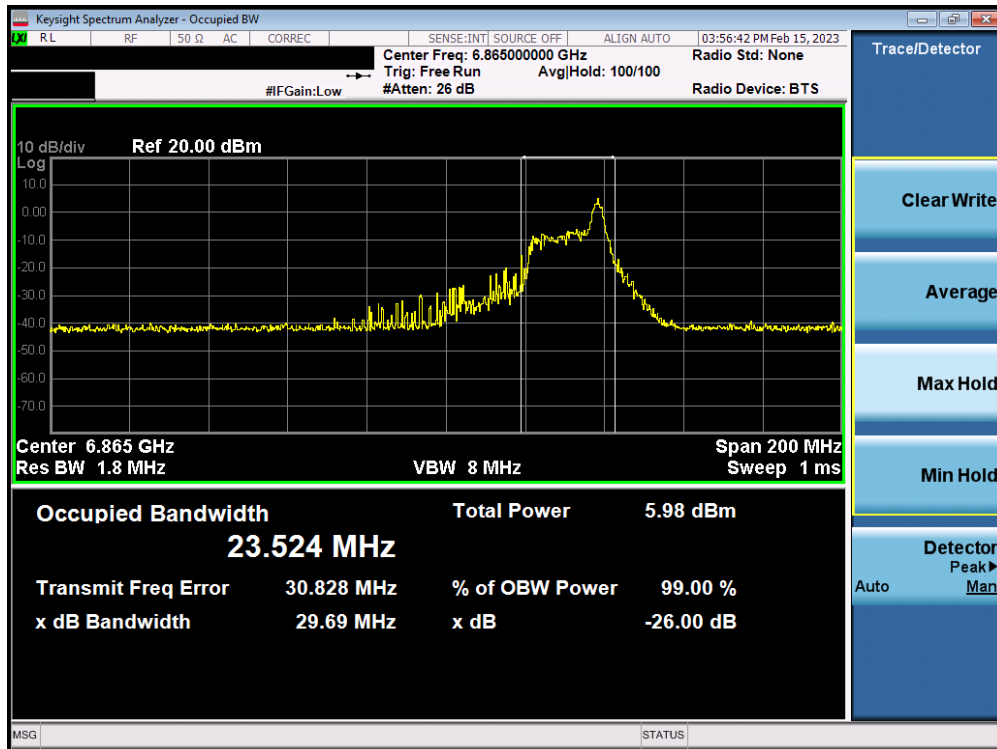 Keysight Spectrum Analyzer - Occupied BW
LXI RL RF 50 Ω AC CORREC SENSE:INT SOURCE OFF ALIGN AUTO 03:56:42 PM Feb 15, 2023
Center Freq: 6.865000000 GHz Radio Std: None
Trig: Free Run Avg|Hold: 100/100
#IFGain:Low #Atten: 26 dB Radio Device: BTS
10 dB/div Ref 20.00 dBm
Log
10.0
0.00
-10.0
-20.0
-30.0
-40.0
-50.0
-60.0
-70.0
Center 6.865 GHz Span 200 MHz
Res BW 1.8 MHz VBW 8 MHz Sweep 1 ms
Occupied Bandwidth Total Power 5.98 dBm
23.524 MHz
Transmit Freq Error 30.828 MHz % of OBW Power 99.00 %
x dB Bandwidth 29.69 MHz x dB -26.00 dB
MSG STATUS
Trace/Detector
Clear Write
Average
Max Hold
Min Hold
Detector
Peak▶
Auto Man